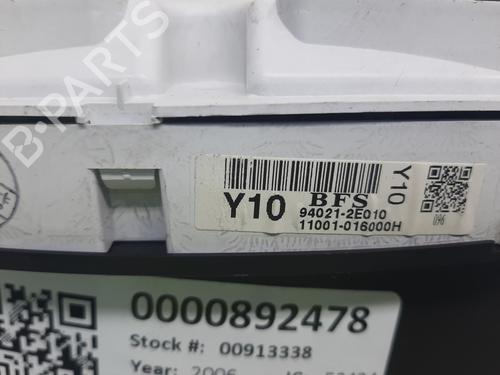 B-PARTS
Y10 BFS Y10
94021-2E010
11001-016000H
0000892478
Stock #: 00913338
Year: 2006